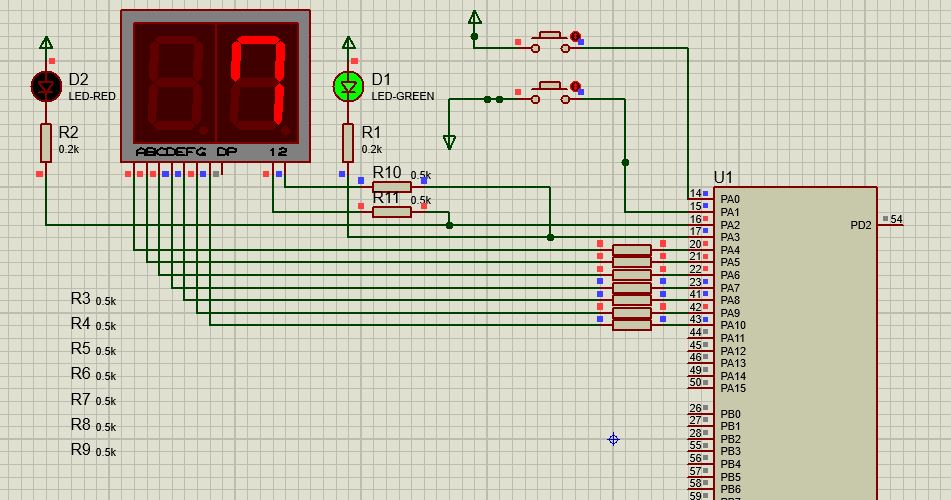 D2
LED-RED
R2
0.2k
ABCDEFG DP
12
D1
LED-GREEN
R1
0.2k
R10 0.5k
R11 0.5k
R3 0.5k
R4 0.5k
R5 0.5k
R6 0.5k
R7 0.5k
R8 0.5k
R9 0.5k
U1
14 PA0
15 PA1
16 PA2
17 PA3
20 PA4
21 PA5
22 PA6
23 PA7
41 PA8
42 PA9
43 PA10
44 PA11
45 PA12
46 PA13
49 PA14
50 PA15
26 PB0
27 PB1
28 PB2
55 PB3
56 PB4
57 PB5
58 PB6
59
PD2 54